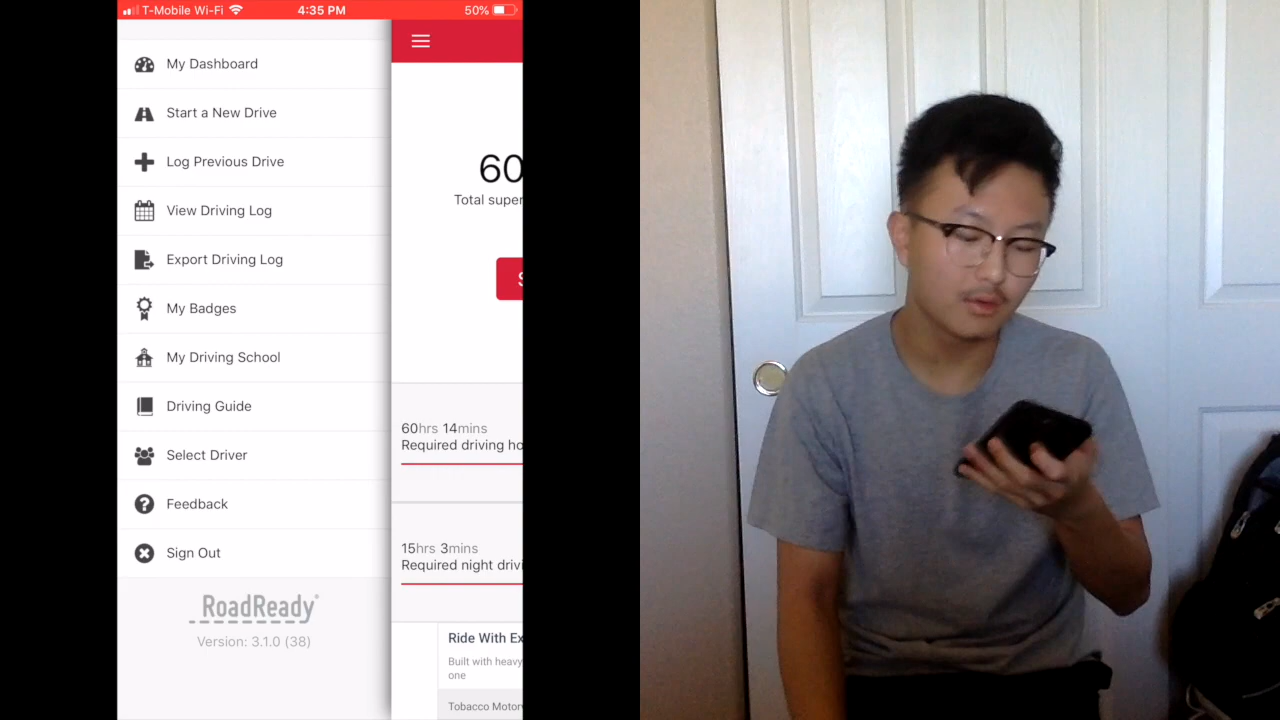 T-Mobile Wi-Fi 4:35 PM 50%
My Dashboard
Start a New Drive
Log Previous Drive
View Driving Log
Export Driving Log
My Badges
My Driving School
Driving Guide
Select Driver
Feedback
Sign Out
RoadReady®
Version: 3.1.0 (38)
60
Total super
60hrs 14mins
Required driving ho
15hrs 3mins
Required night drivi
Ride With Ex
Built with heavy
one
Tobacco Motor